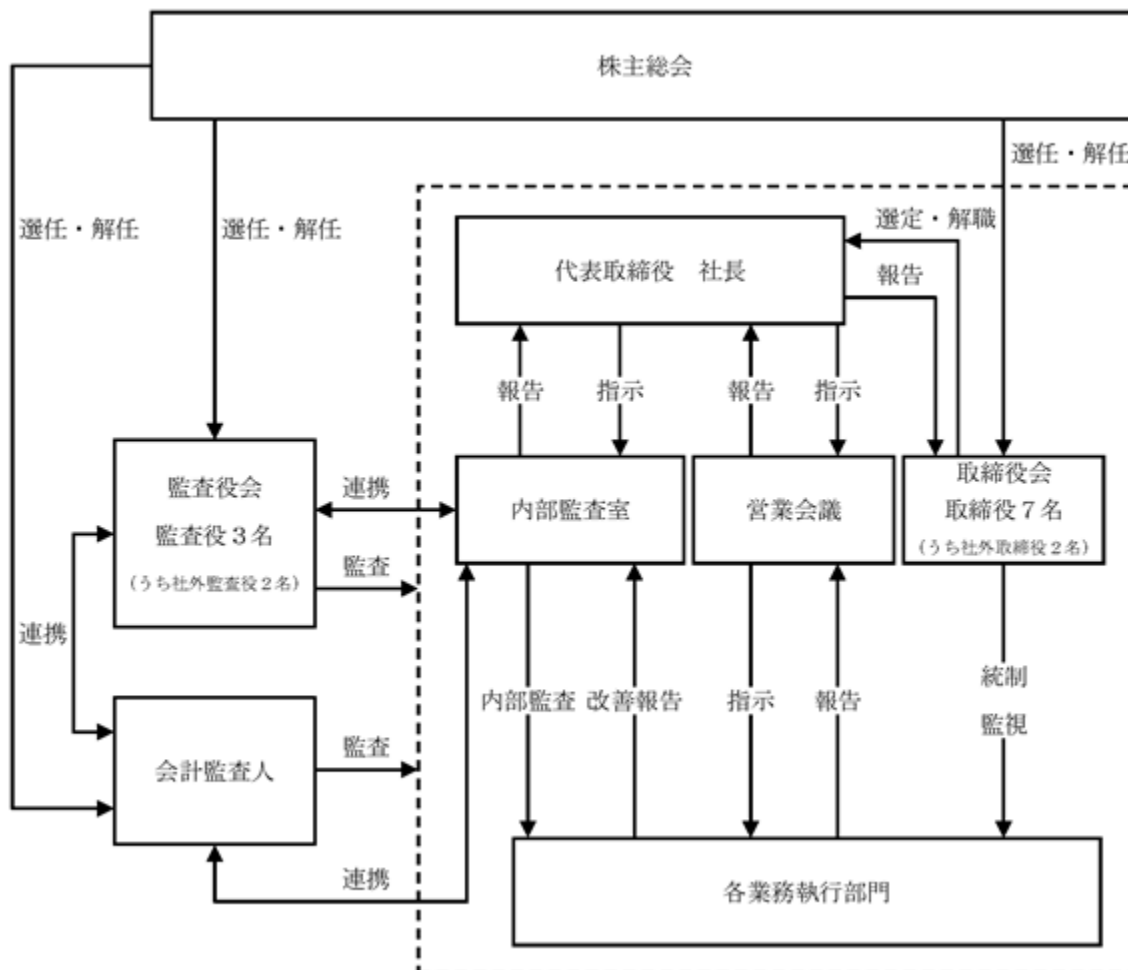 株主総会
選任・解任
選任・解任
選任・解任
選定・解職
代表取締役　社長
報告
報告
指示
報告
指示
監査役会
監査役３名
（うち社外監査役２名）
連携
監査
内部監査室
営業会議
取締役会
取締役７名
（うち社外取締役２名）
連携
内部監査
改善報告
指示
報告
統制
監視
会計監査人
監査
連携
各業務執行部門